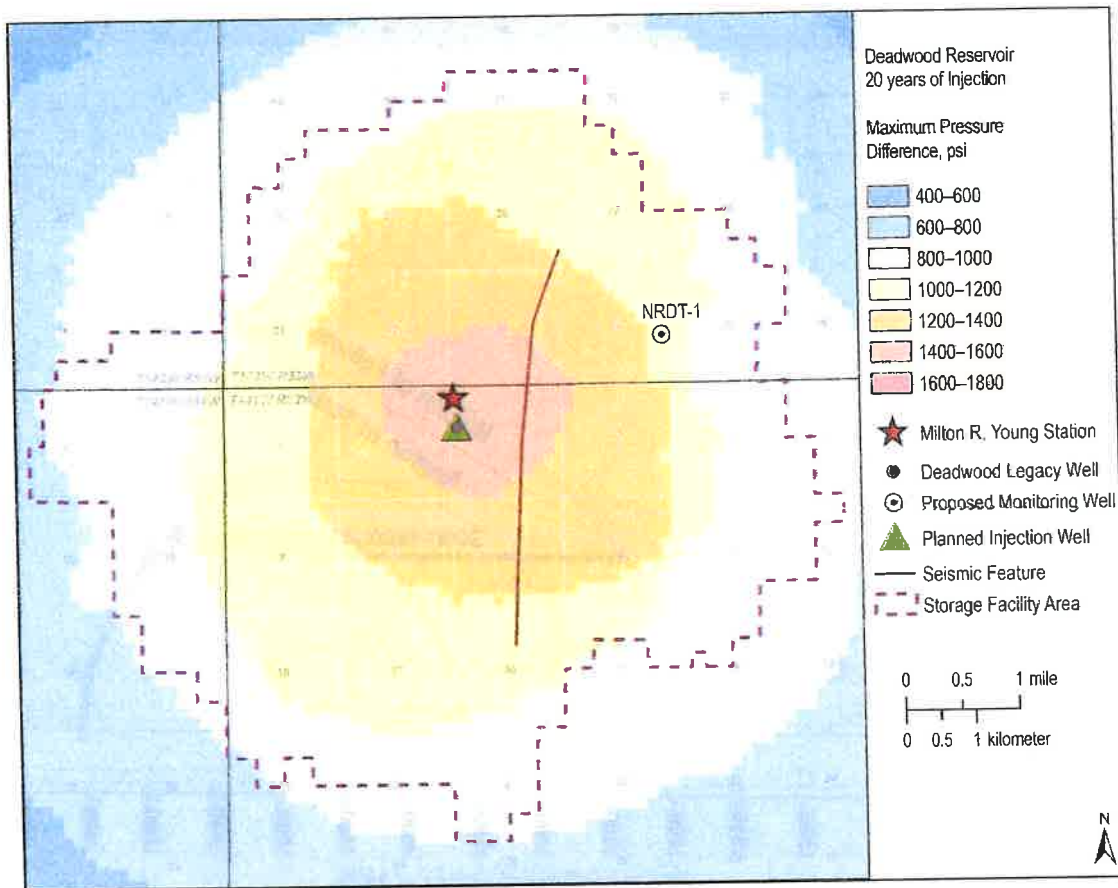 Deadwood Reservoir
20 years of Injection
Maximum Pressure
Difference, psi
400–600
600–800
800–1000
1000–1200
1200–1400
1400–1600
1600–1800
NRDT-1
Milton R. Young Station
Deadwood Legacy Well
Proposed Monitoring Well
Planned Injection Well
Seismic Feature
Storage Facility Area
0 0.5 1 mile
0 0.5 1 kilometer
N